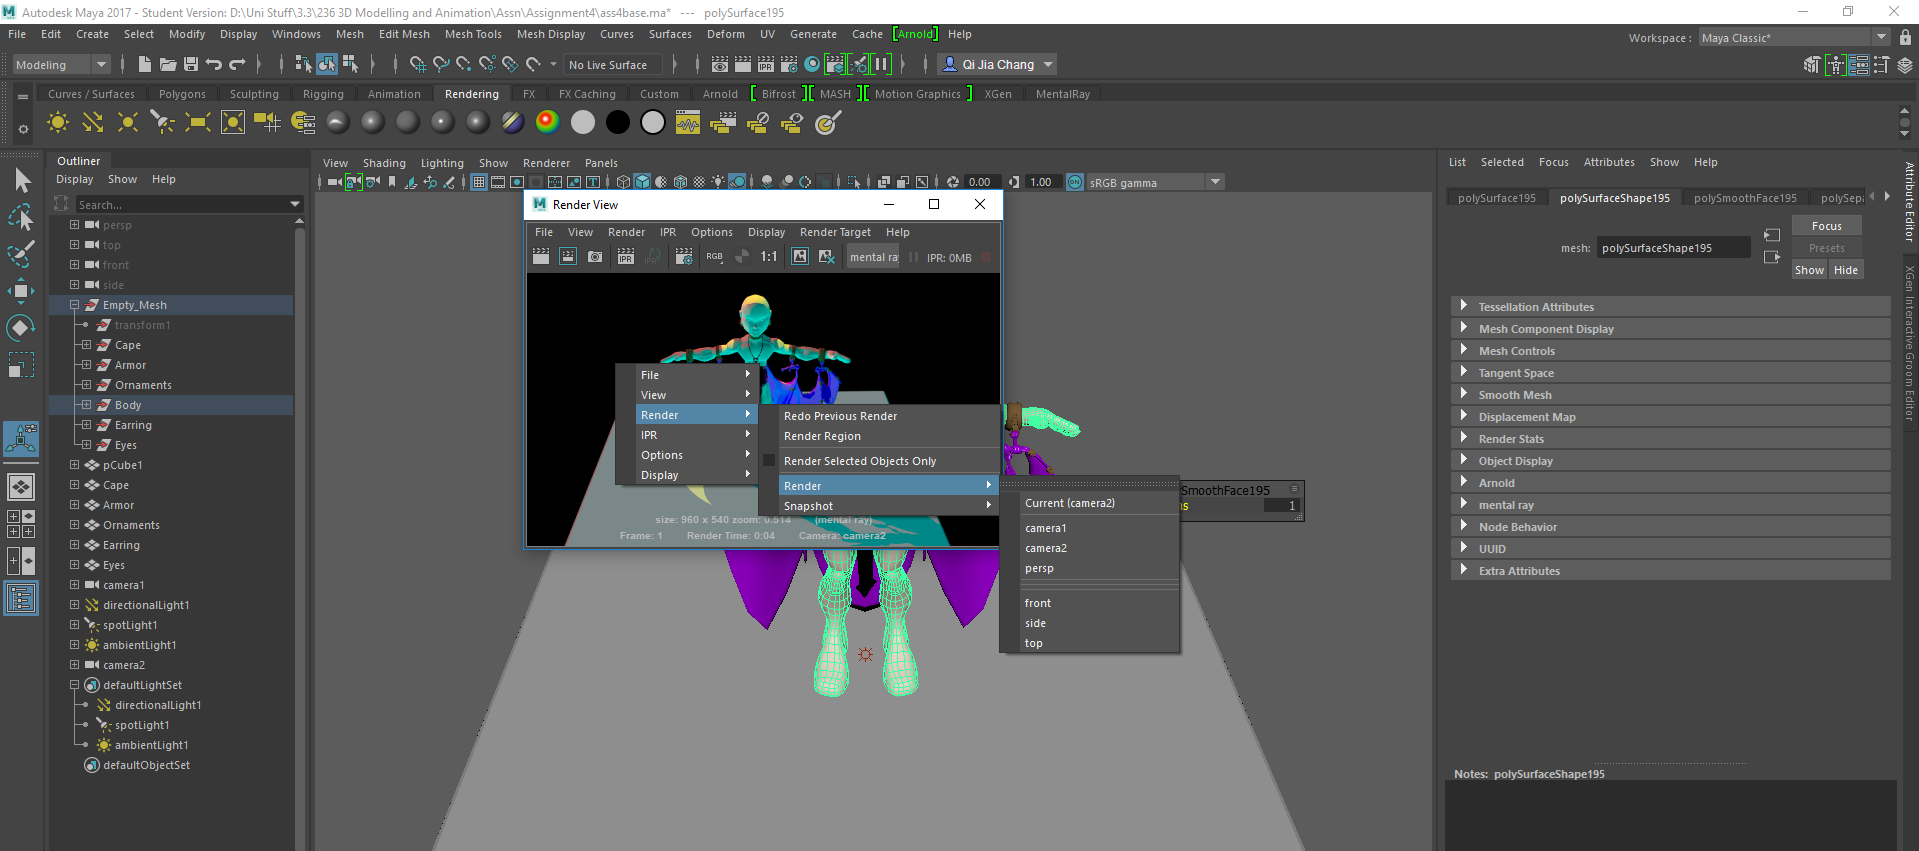 Autodesk Maya 2017 - Student Version: D:\Uni Stuff\3.3\236 3D Modelling and Animation\Assn\Assignment4\ass4base.ma*   ---   polySurface195
File Edit Create Select Modify Display Windows Mesh Edit Mesh Mesh Tools Mesh Display Curves Surfaces Deform UV Generate Cache [Arnold] Help
Workspace : Maya Classic*
Modeling No Live Surface IPR Qi Jia Chang
Curves / Surfaces Polygons Sculpting Rigging Animation Rendering FX FX Caching Custom Arnold Bifrost MASH Motion Graphics XGen MentalRay
Outliner
Display Show Help
Search...
persp
top
front
side
Empty_Mesh
transform1
Cape
Armor
Ornaments
Body
Earring
Eyes
pCube1
Cape
Armor
Ornaments
Earring
Eyes
camera1
directionalLight1
spotLight1
ambientLight1
camera2
defaultLightSet
directionalLight1
spotLight1
ambientLight1
defaultObjectSet
View Shading Lighting Show Renderer Panels
0.00 1.00 ON sRGB gamma
Render View
File View Render IPR Options Display Render Target Help
IPR RGB 1:1 mental ra IPR: 0MB
File
View
Render
IPR
Options
Display
Redo Previous Render
Render Region
Render Selected Objects Only
Render
Snapshot
Current (camera2)
camera1
camera2
persp
front
side
top
size: 960 x 540 zoom: 0.514 (mental ray)
Frame: 1 Render Time: 0:04 Camera: camera2
SmoothFace195
ns 1
List Selected Focus Attributes Show Help
polySurface195 polySurfaceShape195 polySmoothFace195 polySepa
mesh: polySurfaceShape195
Focus
Presets
Show Hide
Tessellation Attributes
Mesh Component Display
Mesh Controls
Tangent Space
Smooth Mesh
Displacement Map
Render Stats
Object Display
Arnold
mental ray
Node Behavior
UUID
Extra Attributes
Notes: polySurfaceShape195
Attribute Editor
XGen Interactive Groom Editor